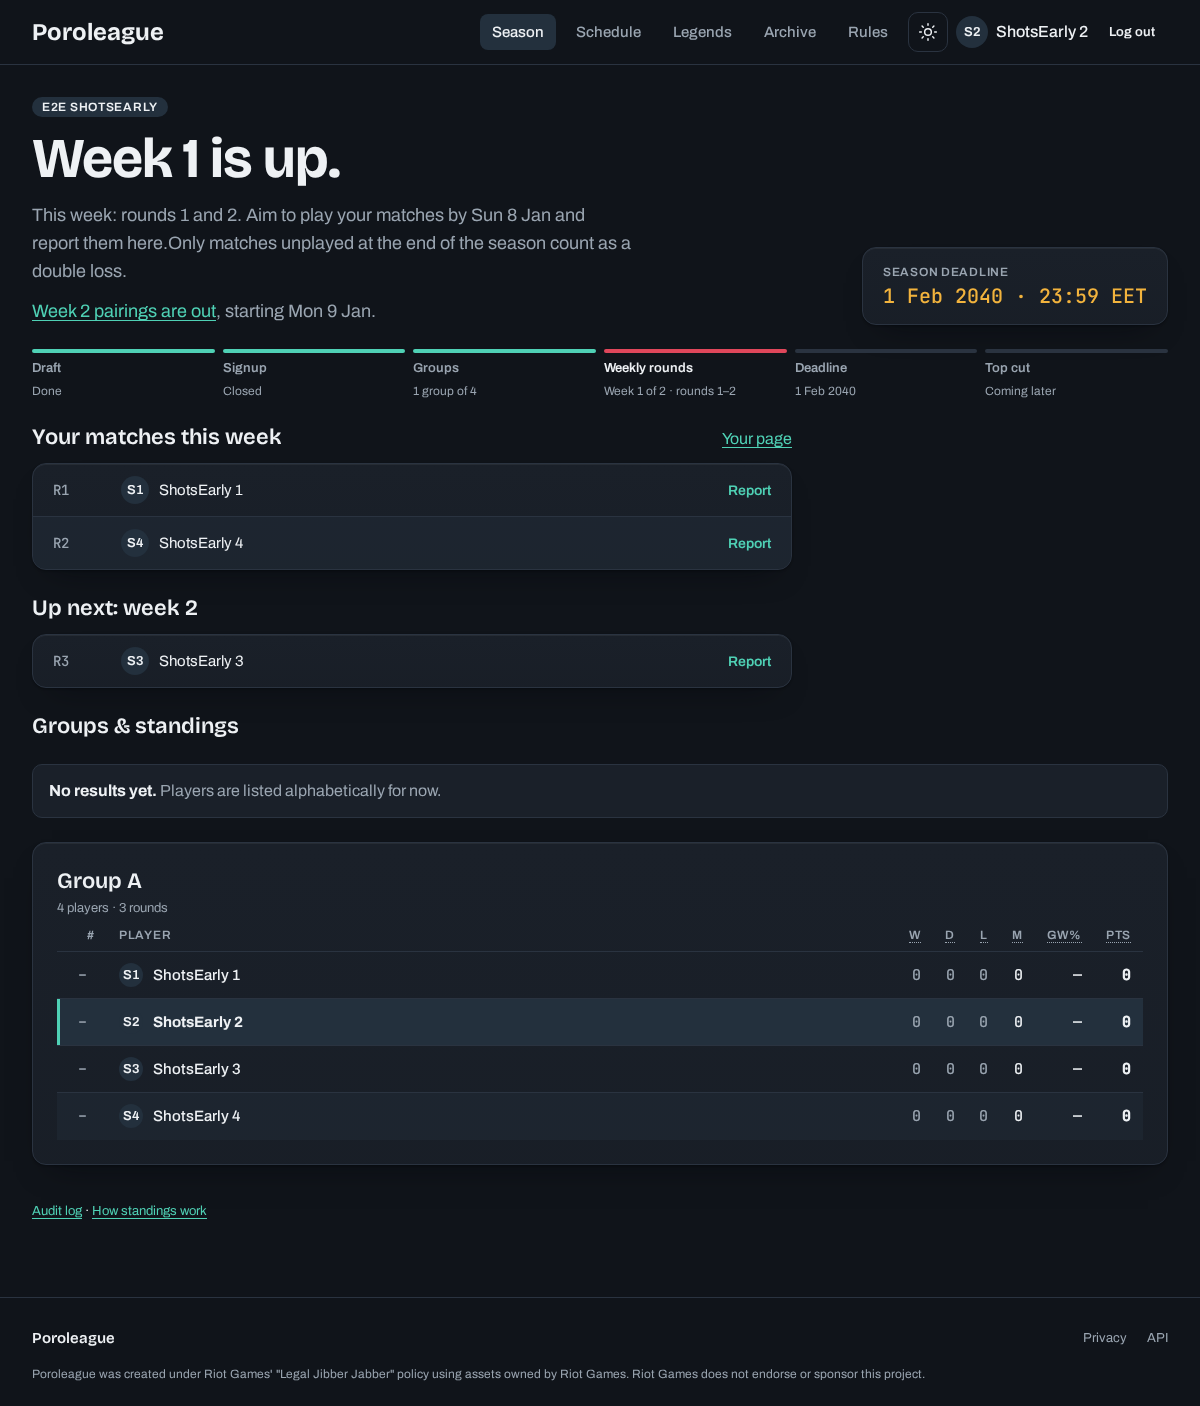 Poroleague
Season Schedule Legends Archive Rules S2 ShotsEarly 2 Log out
E2E SHOTSEARLY
Week 1 is up.
This week: rounds 1 and 2. Aim to play your matches by Sun 8 Jan and
report them here.Only matches unplayed at the end of the season count as a
double loss.
Week 2 pairings are out, starting Mon 9 Jan.
SEASON DEADLINE
1 Feb 2040 · 23:59 EET
Draft Signup Groups Weekly rounds Deadline Top cut
Done Closed 1 group of 4 Week 1 of 2 · rounds 1–2 1 Feb 2040 Coming later
Your matches this week Your page
R1 S1 ShotsEarly 1 Report
R2 S4 ShotsEarly 4 Report
Up next: week 2
R3 S3 ShotsEarly 3 Report
Groups & standings
No results yet. Players are listed alphabetically for now.
Group A
4 players · 3 rounds
# PLAYER W D L M GW% PTS
– S1 ShotsEarly 1 0 0 0 0 – 0
– S2 ShotsEarly 2 0 0 0 0 – 0
– S3 ShotsEarly 3 0 0 0 0 – 0
– S4 ShotsEarly 4 0 0 0 0 – 0
Audit log · How standings work
Poroleague Privacy API
Poroleague was created under Riot Games' "Legal Jibber Jabber" policy using assets owned by Riot Games. Riot Games does not endorse or sponsor this project.